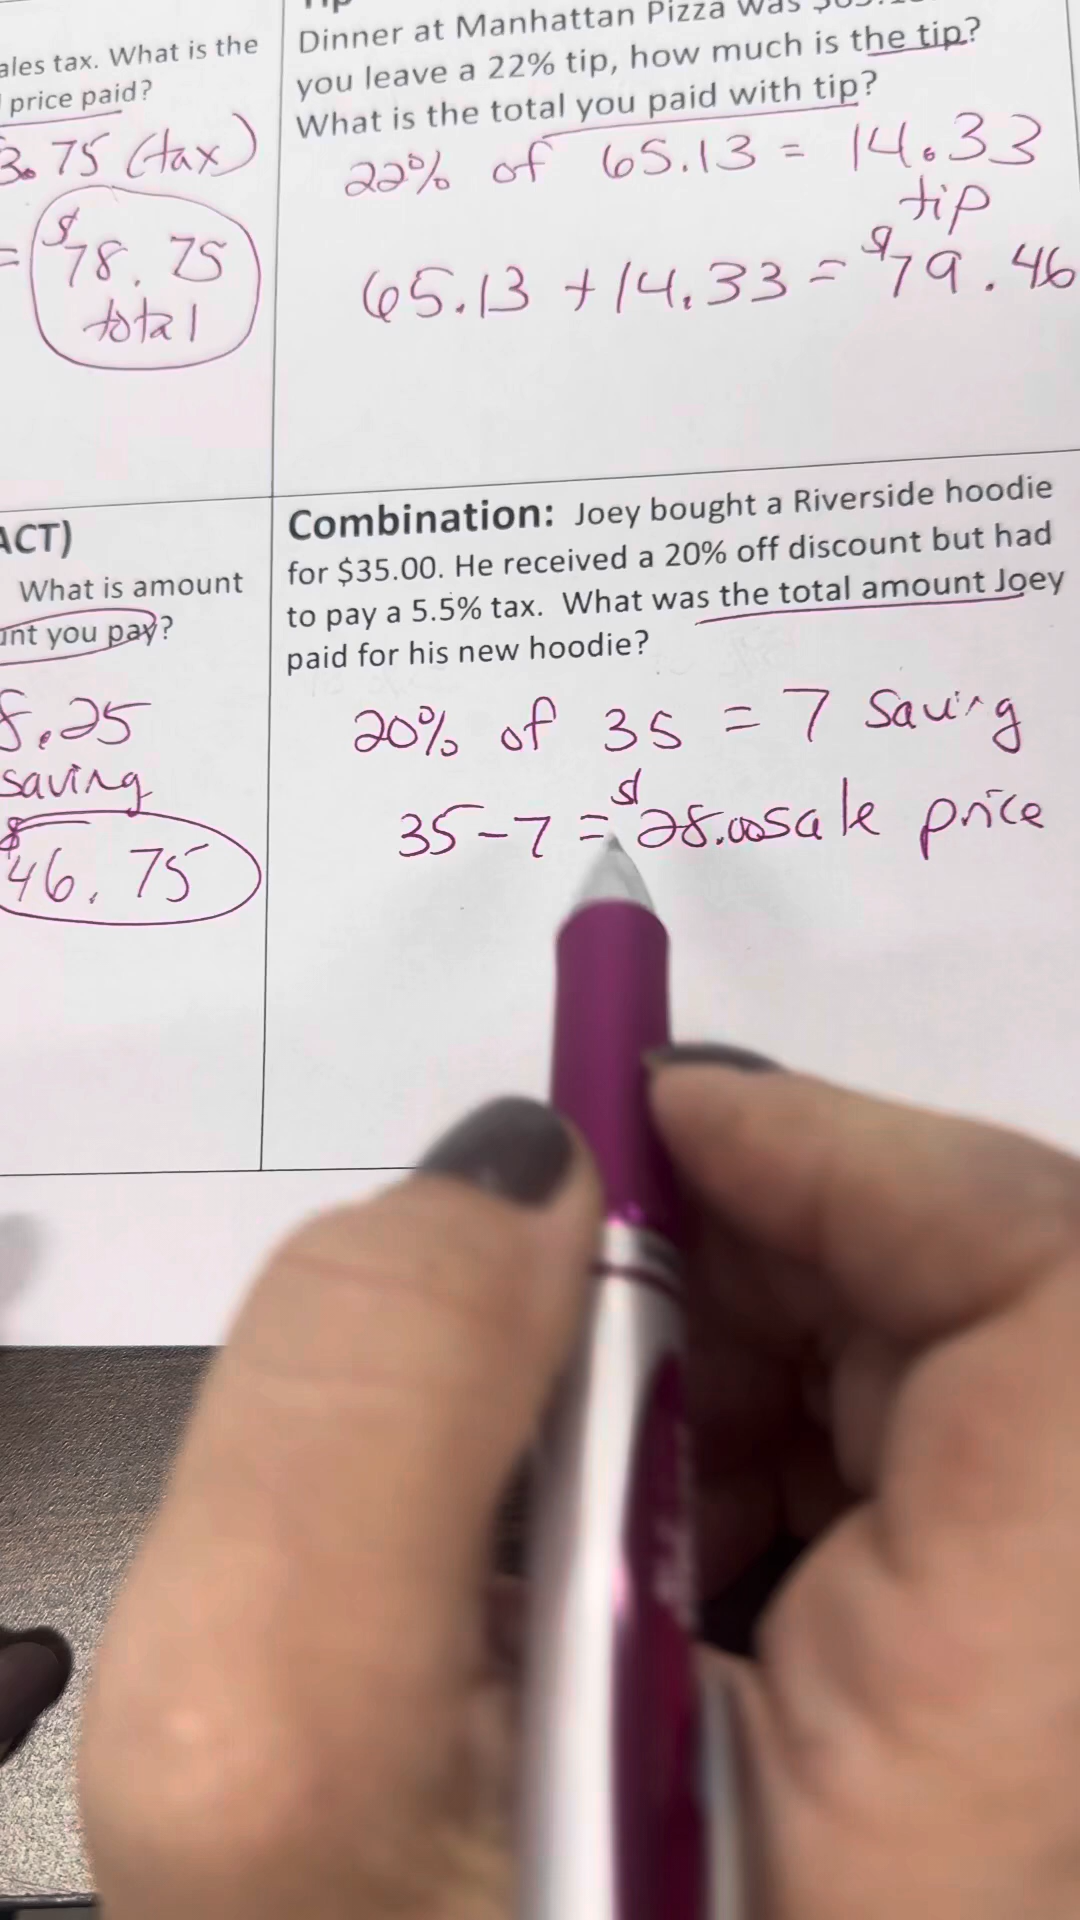 ales tax. What is the
price paid?
3.75 (tax)
= $78.75
total
Tip
Dinner at Manhattan Pizza was
you leave a 22% tip, how much is the tip?
What is the total you paid with tip?
22% of 65.13 = 14.33
tip
65.13 + 14.33 = $79.46
ACT)
What is amount
unt you pay?
8.25
saving
$46.75
Combination: Joey bought a Riverside hoodie
for $35.00. He received a 20% off discount but had
to pay a 5.5% tax. What was the total amount Joey
paid for his new hoodie?
20% of 35 = 7 Saving
35-7 = $28.00 sale price